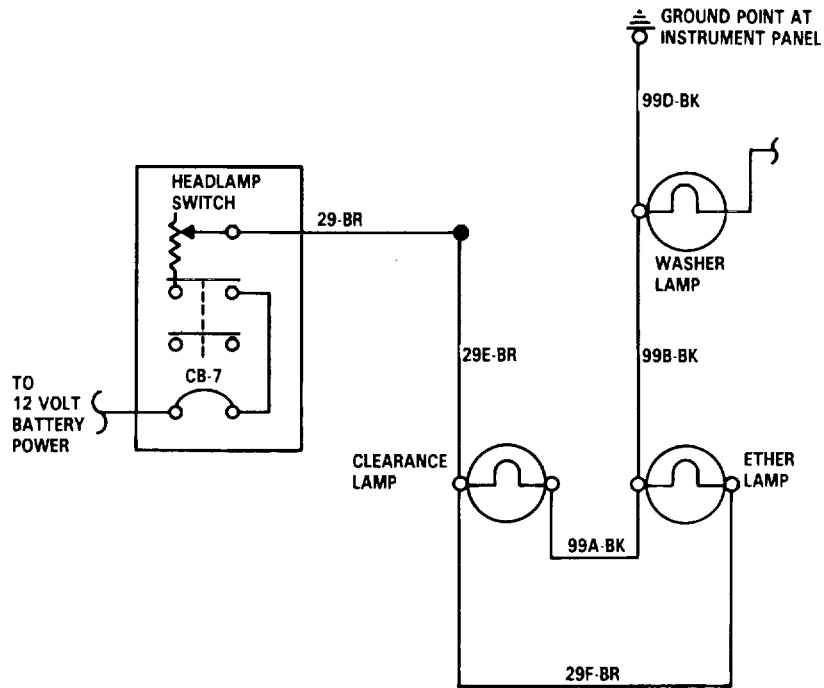 GROUND POINT AT
INSTRUMENT PANEL
99D-BK
HEADLAMP
SWITCH
29-BR
WASHER
LAMP
29E-BR
99B-BK
CB-7
TO
12 VOLT
BATTERY
POWER
CLEARANCE
LAMP
ETHER
LAMP
99A-BK
29F-BR